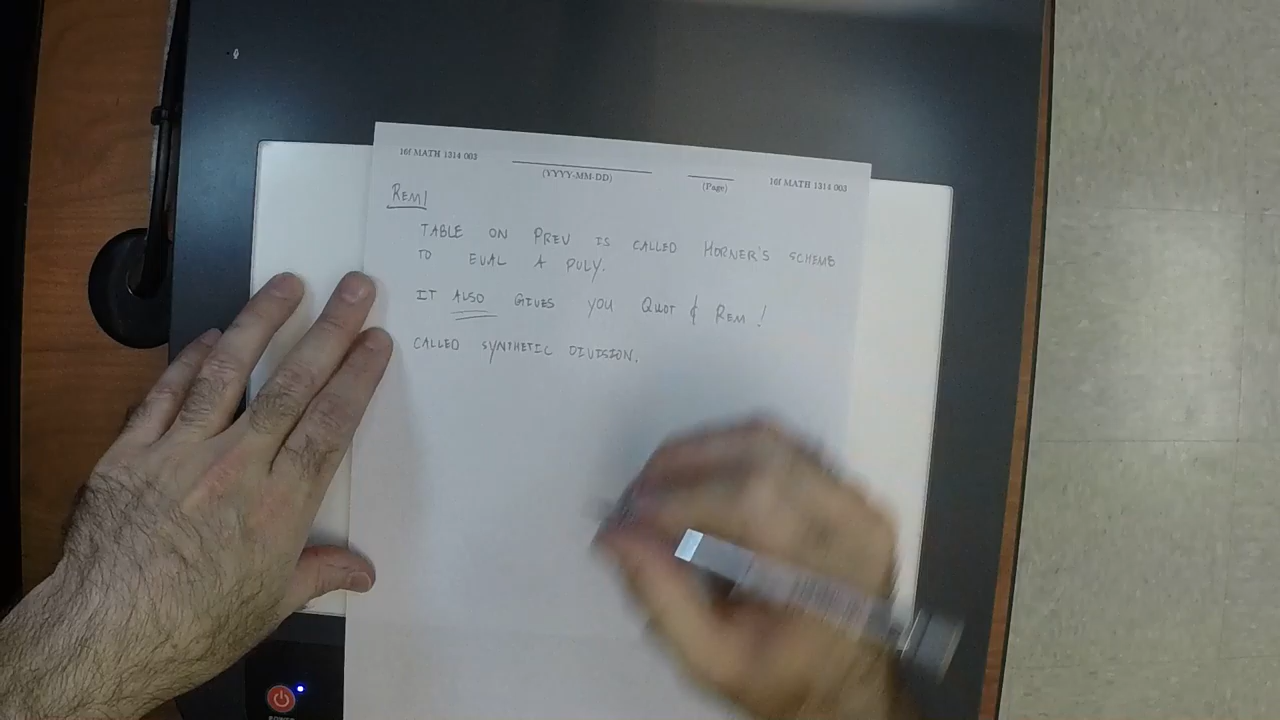 16f MATH 1314 003
(YYYY-MM-DD)
(Page)
16f MATH 1314 003
REM!
TABLE ON PREV IS CALLED HORNER'S SCHEME
TO EVAL A POLY.
IT ALSO GIVES YOU QUOT & REM!
CALLED SYNTHETIC DIVISION.
POWER